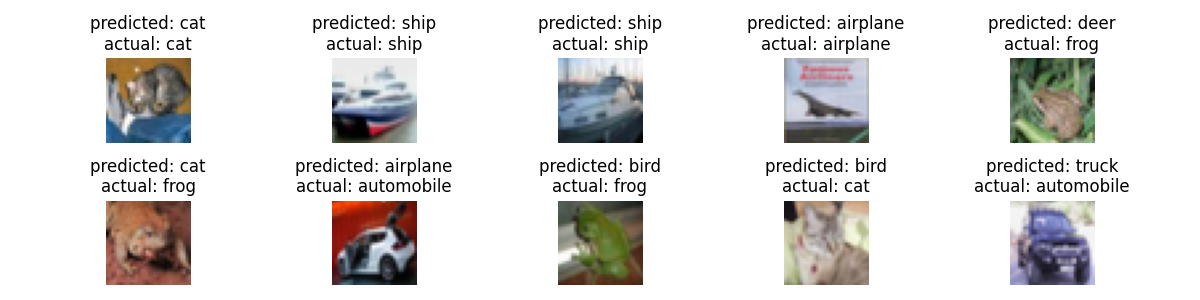 predicted: cat
actual: cat
predicted: ship
actual: ship
predicted: ship
actual: ship
predicted: airplane
actual: airplane
predicted: deer
actual: frog
predicted: cat
actual: frog
predicted: airplane
actual: automobile
predicted: bird
actual: frog
predicted: bird
actual: cat
predicted: truck
actual: automobile